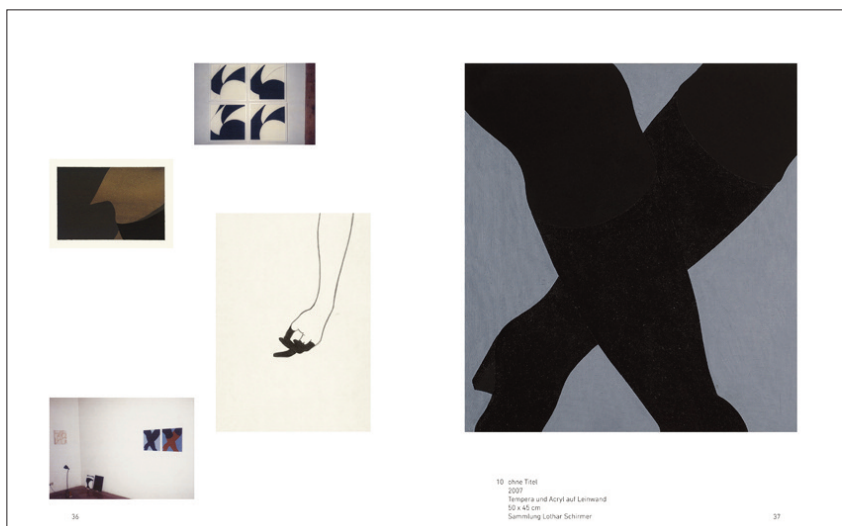 36
10 ohne Titel
2007
Tempera und Acryl auf Leinwand
50 x 45 cm
Sammlung Lothar Schirmer
37